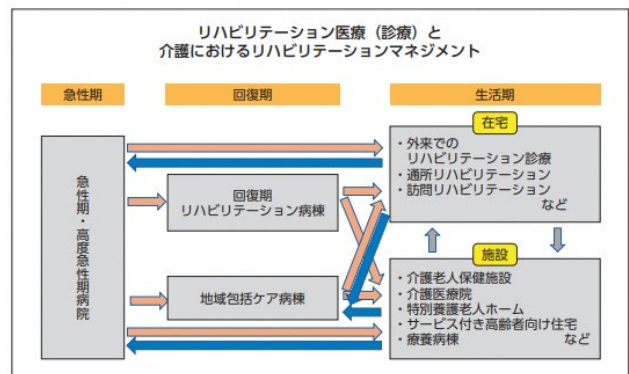 リハビリテーション医療（診療）と
介護におけるリハビリテーションマネジメント
急性期
回復期
生活期
急性期・高度急性期病院
回復期
リハビリテーション病棟
地域包括ケア病棟
在宅
・外来での
リハビリテーション診療
・通所リハビリテーション
・訪問リハビリテーション
など
施設
・介護老人保健施設
・介護医療院
・特別養護老人ホーム
・サービス付き高齢者向け住宅
・療養病棟 など